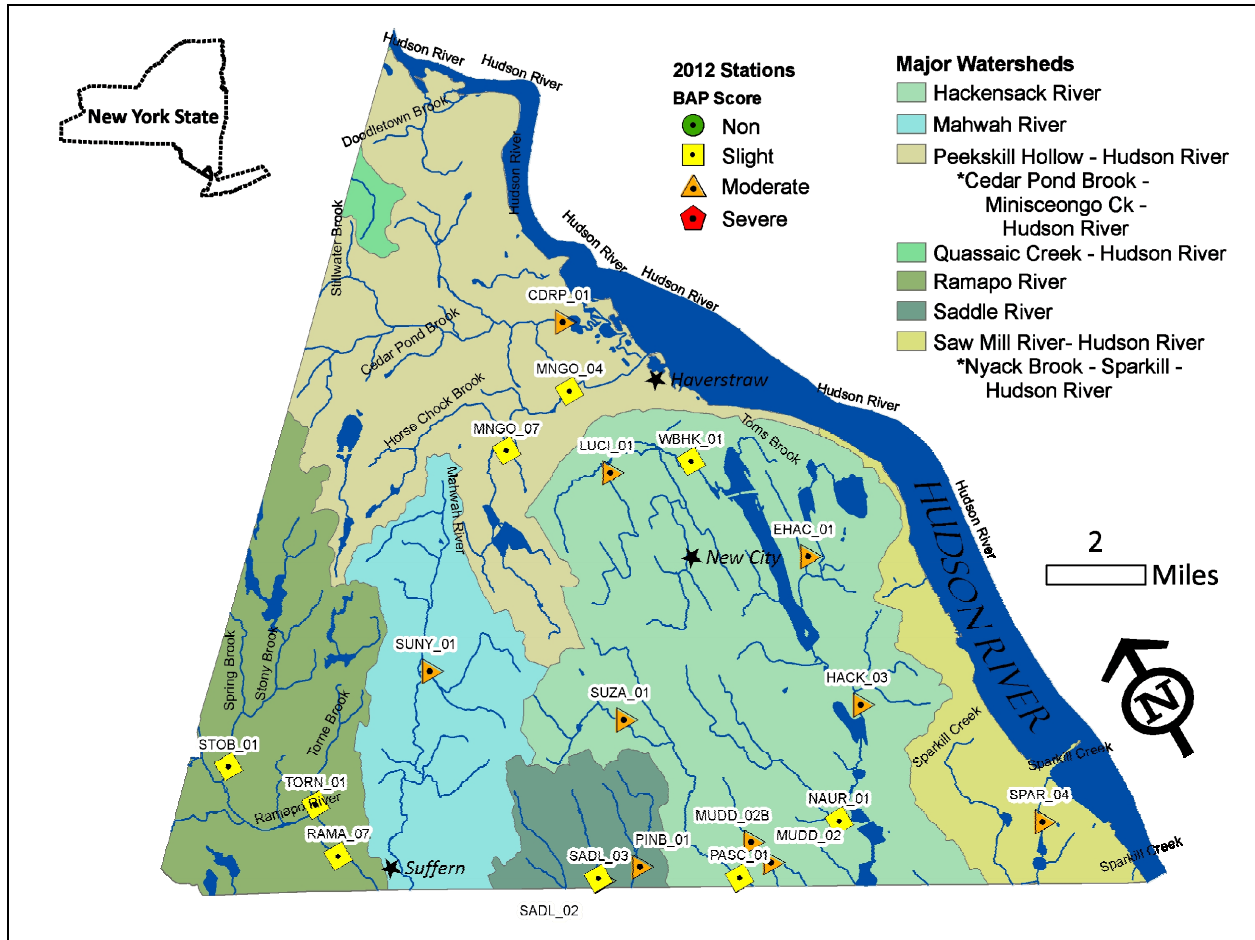 New York State
2012 Stations
BAP Score
Non
Slight
Moderate
Severe
Major Watersheds
Hackensack River
Mahwah River
Peekskill Hollow - Hudson River
*Cedar Pond Brook -
Minisceongo Ck -
Hudson River
Quassaic Creek - Hudson River
Ramapo River
Saddle River
Saw Mill River- Hudson River
*Nyack Brook - Sparkill -
Hudson River
Hudson River
Hudson River
Doodletown Brook
Hudson River
Stillwater Brook
Hudson River
Hudson River
CDRP_01
Cedar Pond Brook
MNGO_04
Haverstraw
Hudson River
Horse Chock Brook
MNGO_07
LUCI_01
WBHK_01
Toms Brook
Mahwah River
Hudson River
HUDSON RIVER
EHAC_01
New City
2
Miles
N
SUNY_01
Spring Brook
Stony Brook
Torne Brook
SUZA_01
HACK_03
Sparkill Creek
Sparkill Creek
STOB_01
TORN_01
Ramapo River
RAMA_07
Suffern
SADL_03
PINB_01
MUDD_02B
MUDD_02
PASC_01
NAUR_01
SPAR_04
Sparkill Creek
SADL_02